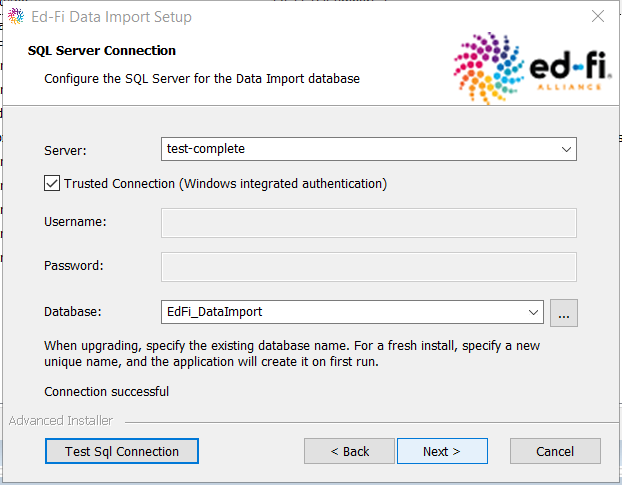 Ed-Fi Data Import Setup
SQL Server Connection
Configure the SQL Server for the Data Import database
ed-fi
ALLIANCE
Server:
test-complete
Trusted Connection (Windows integrated authentication)
Username:
Password:
Database:
EdFi_DataImport
...
When upgrading, specify the existing database name. For a fresh install, specify a new
unique name, and the application will create it on first run.
Connection successful
Advanced Installer
Test Sql Connection
< Back
Next >
Cancel